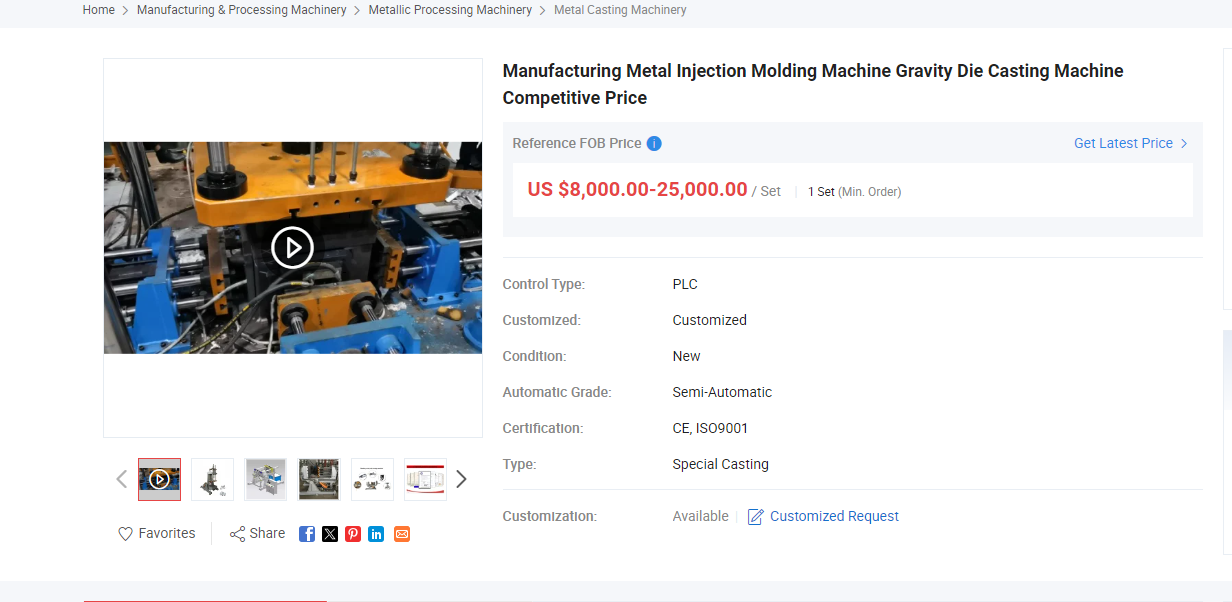 Home > Manufacturing & Processing Machinery > Metallic Processing Machinery > Metal Casting Machinery
Manufacturing Metal Injection Molding Machine Gravity Die Casting Machine
Competitive Price
Reference FOB Price
Get Latest Price >
US $8,000.00-25,000.00 / Set | 1 Set (Min. Order)
Control Type: PLC
Customized: Customized
Condition: New
Automatic Grade: Semi-Automatic
Certification: CE, ISO9001
Type: Special Casting
Customization: Available | Customized Request
Favorites
Share